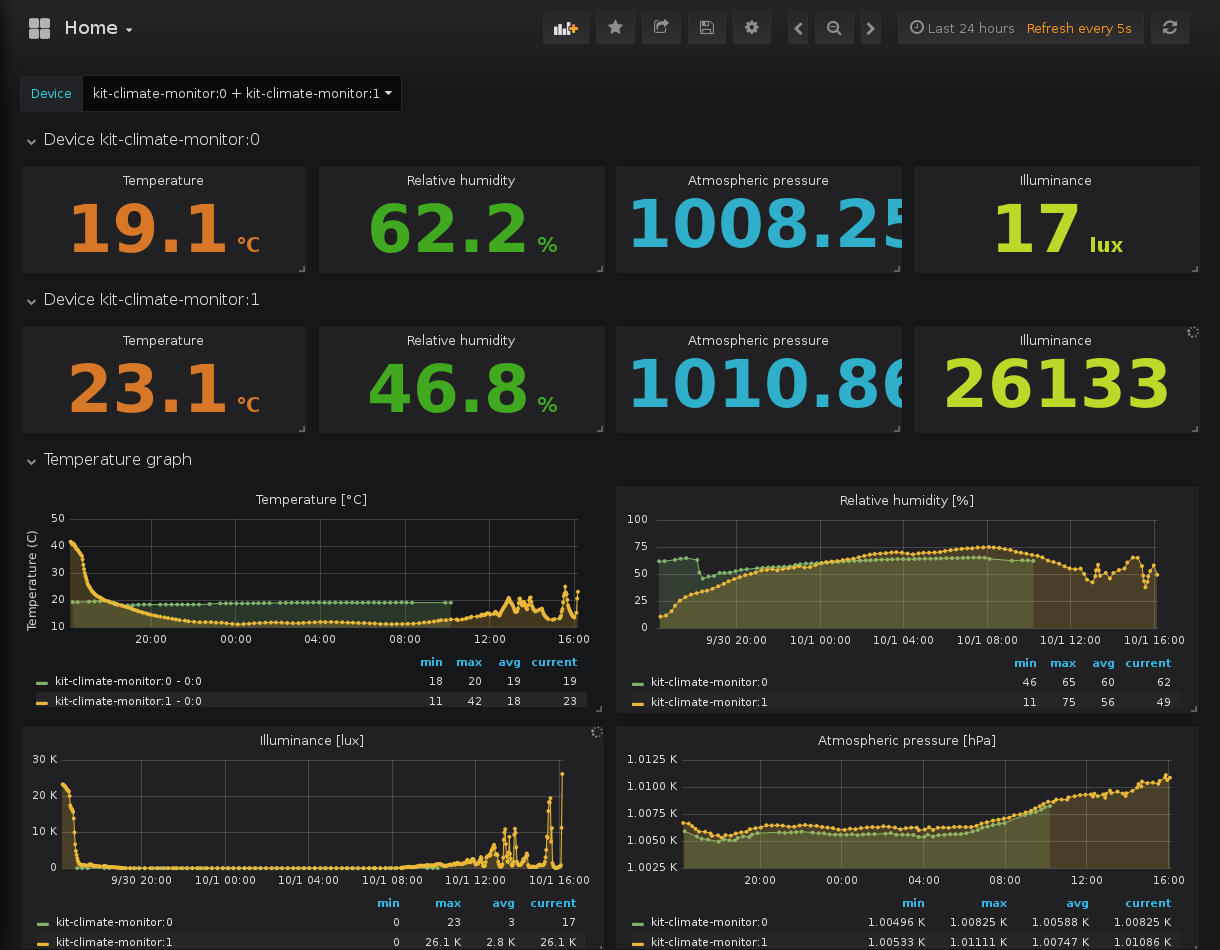 Home
Last 24 hours Refresh every 5s
Device kit-climate-monitor:0 + kit-climate-monitor:1
Device kit-climate-monitor:0
Temperature Relative humidity Atmospheric pressure Illuminance
19.1 °C 62.2 % 1008.25 17 lux
Device kit-climate-monitor:1
Temperature Relative humidity Atmospheric pressure Illuminance
23.1 °C 46.8 % 1010.86 26133
Temperature graph
Temperature [°C]
Temperature (C)
50
40
30
20
10
20:00 00:00 04:00 08:00 12:00 16:00
min max avg current
kit-climate-monitor:0 - 0:0 18 20 19 19
kit-climate-monitor:1 - 0:0 11 42 18 23
Relative humidity [%]
100
75
50
25
0
9/30 20:00 10/1 00:00 10/1 04:00 10/1 08:00 10/1 12:00 10/1 16:00
min max avg current
kit-climate-monitor:0 46 65 60 62
kit-climate-monitor:1 11 75 56 49
Illuminance [lux]
30 K
20 K
10 K
0
9/30 20:00 10/1 00:00 10/1 04:00 10/1 08:00 10/1 12:00 10/1 16:00
min max avg current
kit-climate-monitor:0 0 23 3 17
kit-climate-monitor:1 0 26.1 K 2.8 K 26.1 K
Atmospheric pressure [hPa]
1.0125 K
1.0100 K
1.0075 K
1.0050 K
1.0025 K
20:00 00:00 04:00 08:00 12:00 16:00
min max avg current
kit-climate-monitor:0 1.00496 K 1.00825 K 1.00588 K 1.00825 K
kit-climate-monitor:1 1.00533 K 1.01111 K 1.00747 K 1.01086 K